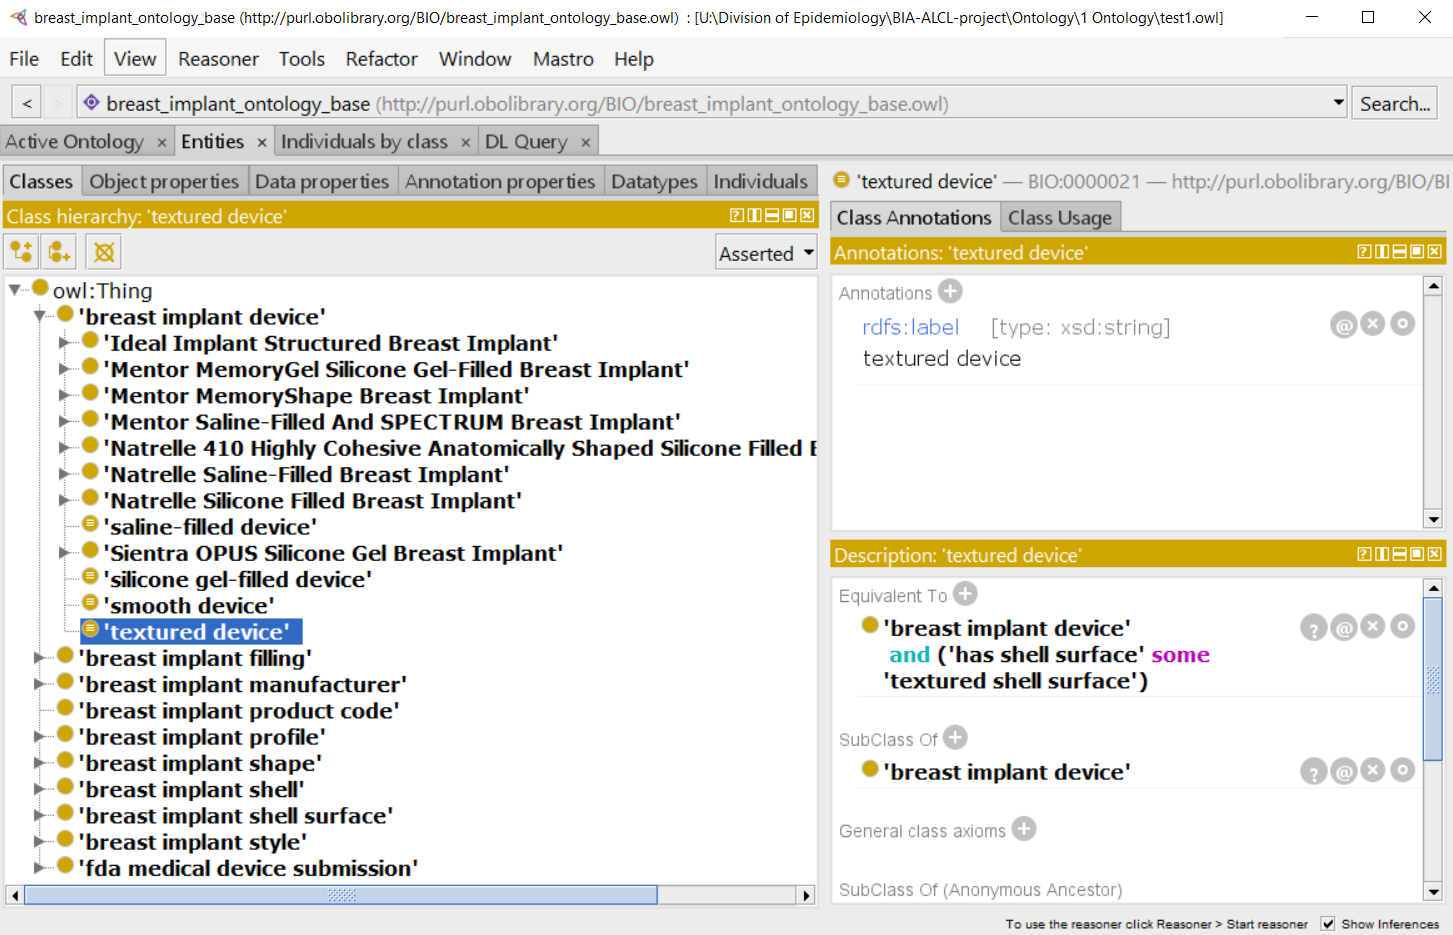 breast_implant_ontology_base (http://purl.obolibrary.org/BIO/breast_implant_ontology_base.owl) : [U:\Division of Epidemiology\BIA-ALCL-project\Ontology\1 Ontology\test1.owl]
File Edit View Reasoner Tools Refactor Window Mastro Help
< > breast_implant_ontology_base (http://purl.obolibrary.org/BIO/breast_implant_ontology_base.owl) Search...
Active Ontology × Entities × Individuals by class × DL Query ×
Classes Object properties Data properties Annotation properties Datatypes Individuals
Class hierarchy: 'textured device'
Asserted
owl:Thing
'breast implant device'
'Ideal Implant Structured Breast Implant'
'Mentor MemoryGel Silicone Gel-Filled Breast Implant'
'Mentor MemoryShape Breast Implant'
'Mentor Saline-Filled And SPECTRUM Breast Implant'
'Natrelle 410 Highly Cohesive Anatomically Shaped Silicone Filled
'Natrelle Saline-Filled Breast Implant'
'Natrelle Silicone Filled Breast Implant'
'saline-filled device'
'Sientra OPUS Silicone Gel Breast Implant'
'silicone gel-filled device'
'smooth device'
'textured device'
'breast implant filling'
'breast implant manufacturer'
'breast implant product code'
'breast implant profile'
'breast implant shape'
'breast implant shell'
'breast implant shell surface'
'breast implant style'
'fda medical device submission'
'textured device' — BIO:0000021 — http://purl.obolibrary.org/BIO/BI
Class Annotations Class Usage
Annotations: 'textured device'
Annotations
rdfs:label [type: xsd:string]
textured device
Description: 'textured device'
Equivalent To
'breast implant device'
and ('has shell surface' some
'textured shell surface')
SubClass Of
'breast implant device'
General class axioms
SubClass Of (Anonymous Ancestor)
To use the reasoner click Reasoner > Start reasoner Show Inferences